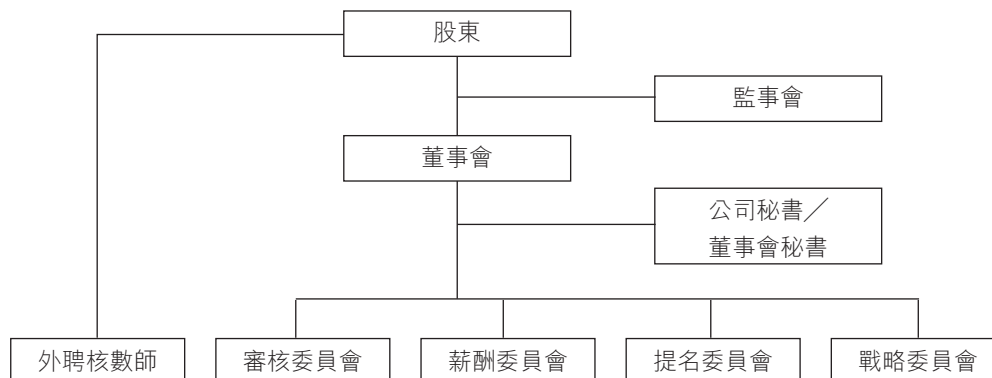 股東
監事會
董事會
公司秘書／
董事會秘書
外聘核數師
審核委員會
薪酬委員會
提名委員會
戰略委員會